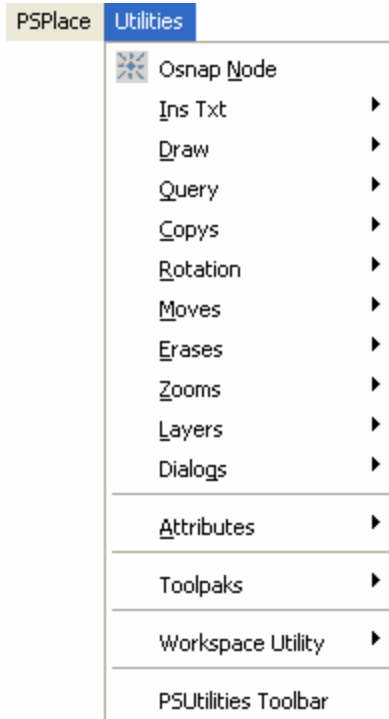 PSPlace Utilities
Osnap Node
Ins Txt
Draw
Query
Copys
Rotation
Moves
Erases
Zooms
Layers
Dialogs
Attributes
Toolpaks
Workspace Utility
PSUtilities Toolbar